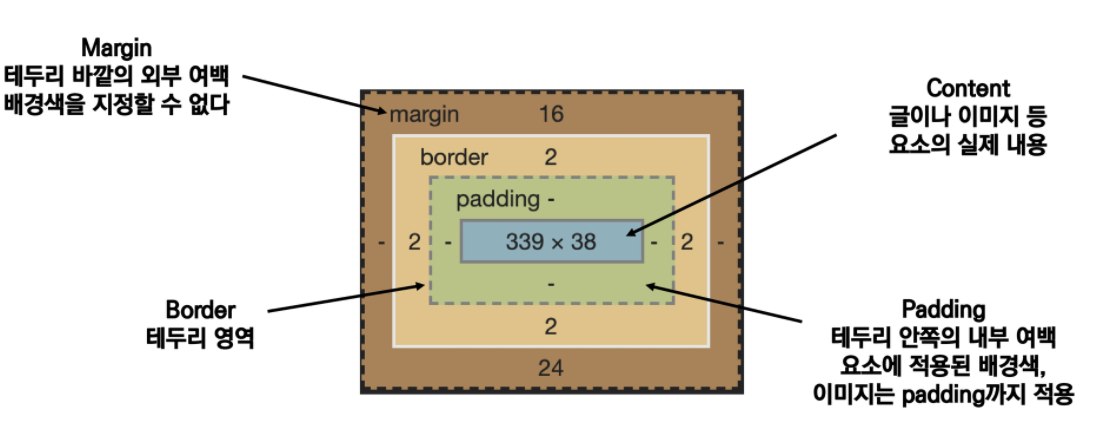 Margin
테두리 바깥의 외부 여백
배경색을 지정할 수 없다
Content
글이나 이미지 등
요소의 실제 내용
margin 16
border 2
padding -
- 2 - 339 × 38 - 2 -
-
2
24
Border
테두리 영역
Padding
테두리 안쪽의 내부 여백
요소에 적용된 배경색,
이미지는 padding까지 적용